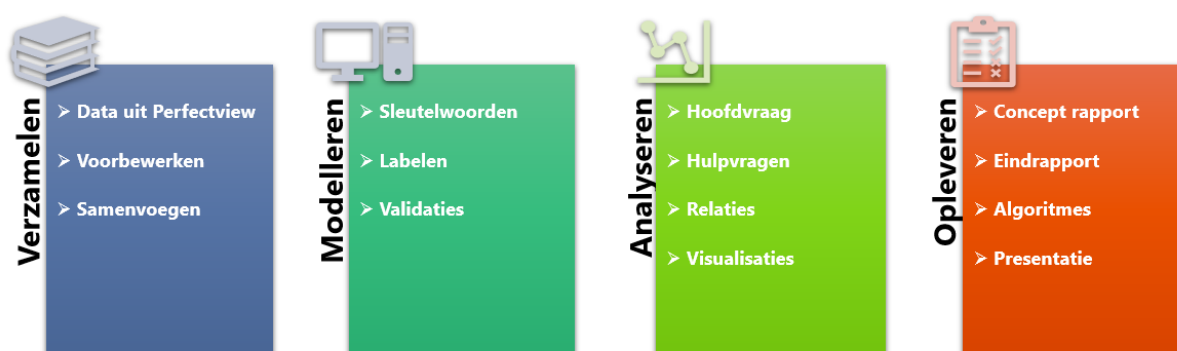 Verzamelen
➢ Data uit Perfectview
➢ Voorbewerken
➢ Samenvoegen
Modelleren
➢ Sleutelwoorden
➢ Labelen
➢ Validaties
Analyseren
➢ Hoofdvraag
➢ Hulpvragen
➢ Relaties
➢ Visualisaties
Opleveren
➢ Concept rapport
➢ Eindrapport
➢ Algoritmes
➢ Presentatie